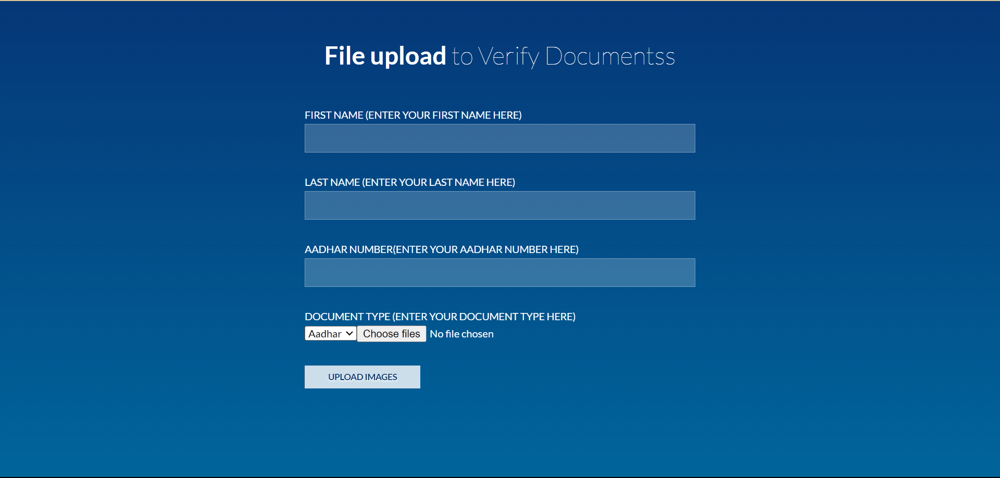 File upload to Verify Documentss
FIRST NAME (ENTER YOUR FIRST NAME HERE)
LAST NAME (ENTER YOUR LAST NAME HERE)
AADHAR NUMBER(ENTER YOUR AADHAR NUMBER HERE)
DOCUMENT TYPE (ENTER YOUR DOCUMENT TYPE HERE)
Aadhar Choose files No file chosen
UPLOAD IMAGES